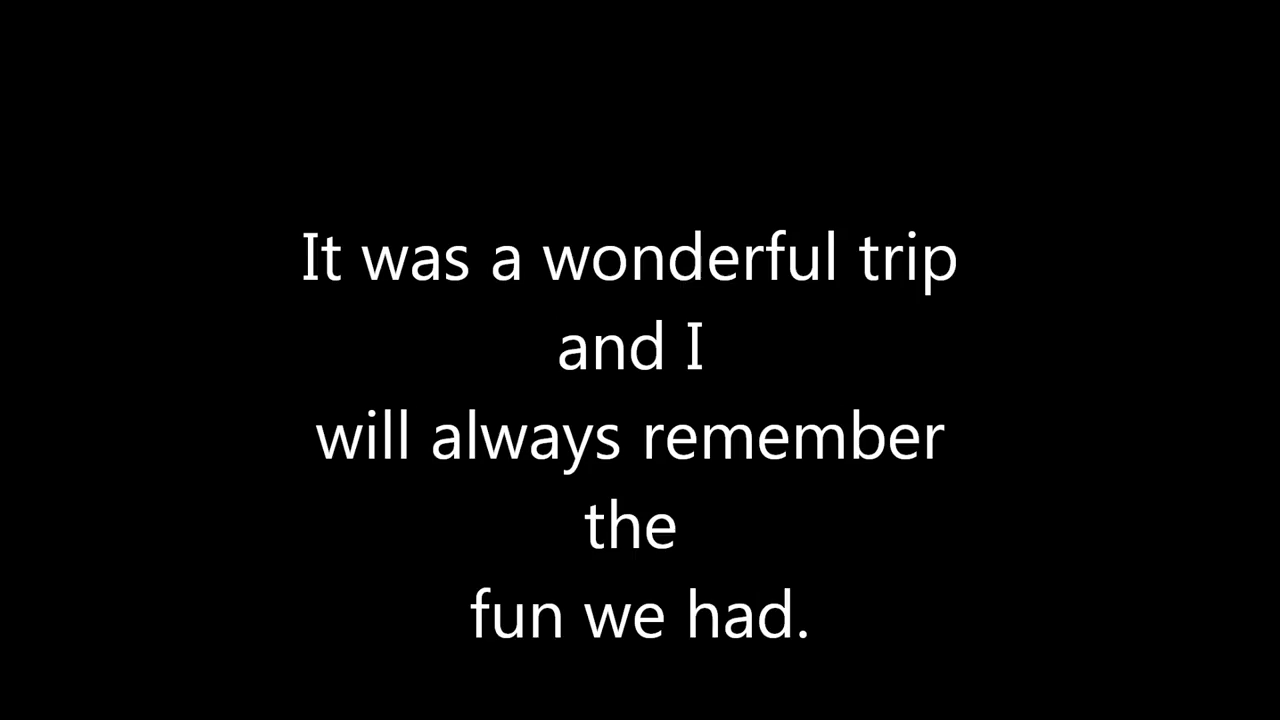 It was a wonderful trip
and I
will always remember
the
fun we had.